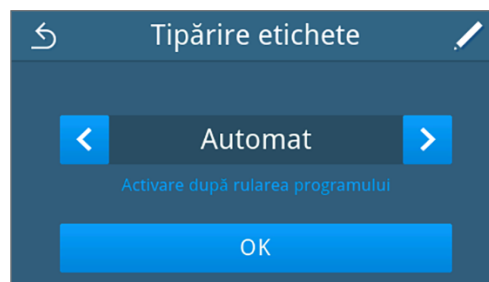 Tipărire etichete
Automat
Activare după rularea programului
OK